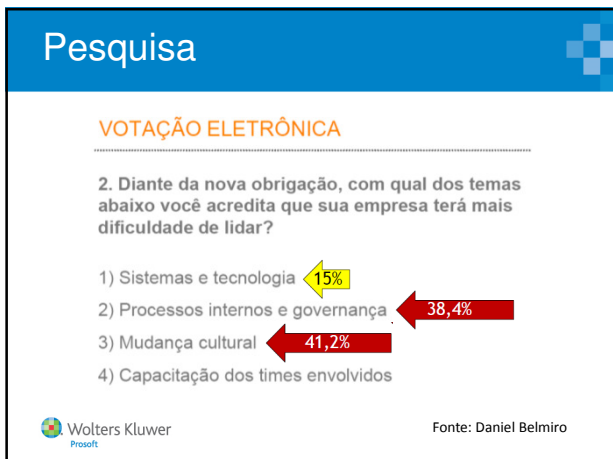 Pesquisa
VOTAÇÃO ELETRÔNICA
2. Diante da nova obrigação, com qual dos temas
abaixo você acredita que sua empresa terá mais
dificuldade de lidar?
1) Sistemas e tecnologia 15%
2) Processos internos e governança 38,4%
3) Mudança cultural 41,2%
4) Capacitação dos times envolvidos
Wolters Kluwer
Prosoft
Fonte: Daniel Belmiro